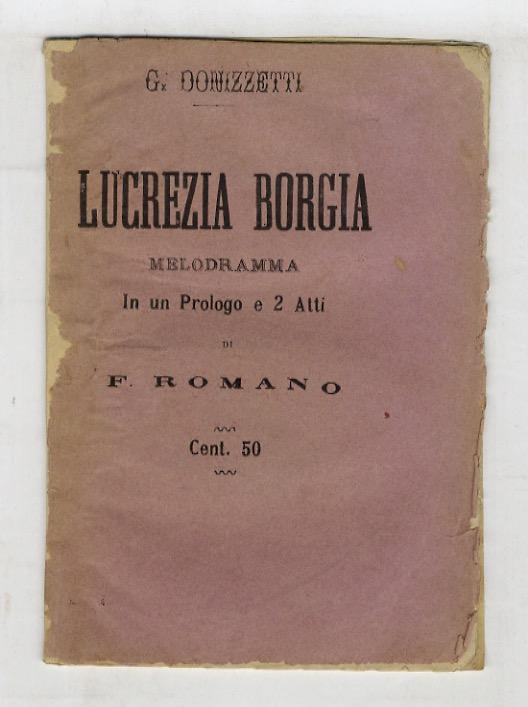 G. DONIZZETTI
LUCREZIA BORGIA
MELODRAMMA
In un Prologo e 2 Atti
DI
F. ROMANO
Cent. 50